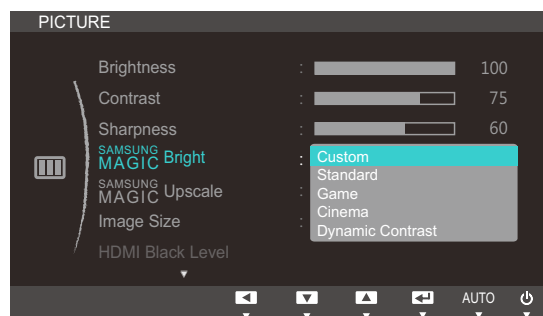 PICTURE
Brightness : 100
Contrast : 75
Sharpness : 60
SAMSUNG
MAGIC Bright : Custom
Standard
SAMSUNG
MAGIC Upscale : Game
Cinema
Image Size : Dynamic Contrast
HDMI Black Level
AUTO